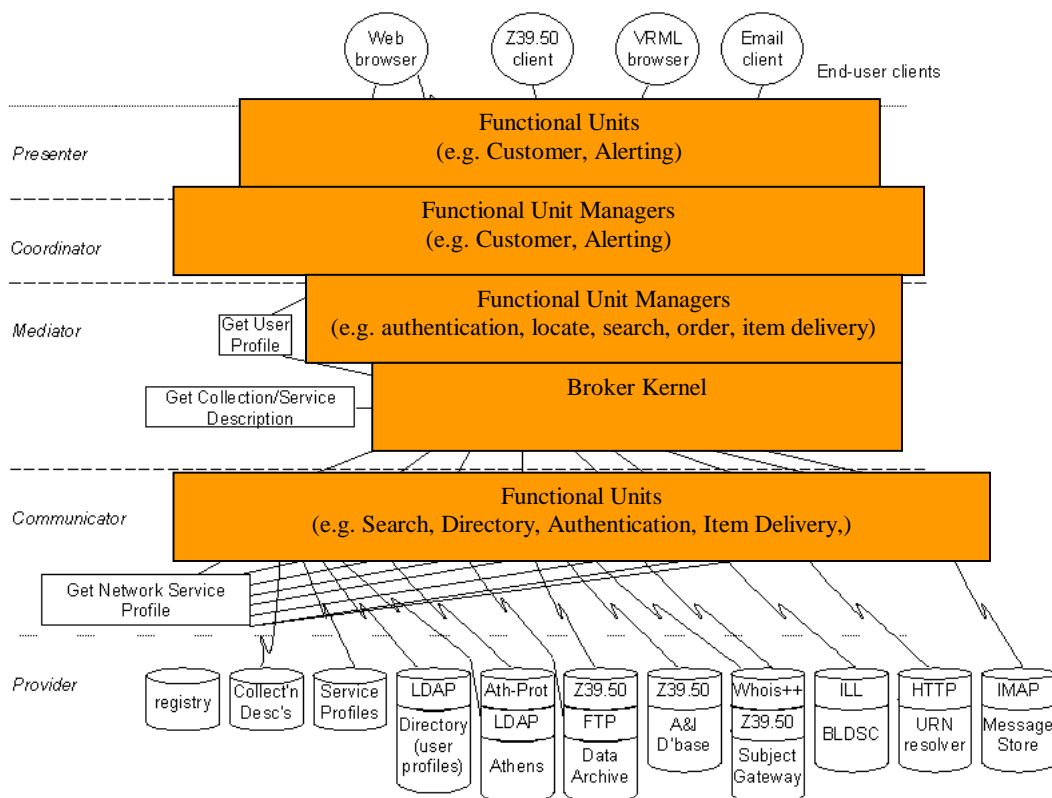 Web
browser
Z39.50
client
VRML
browser
Email
client
End-user clients
Functional Units
(e.g. Customer, Alerting)
Presenter
Functional Unit Managers
(e.g. Customer, Alerting)
Coordinator
Functional Unit Managers
(e.g. authentication, locate, search, order, item delivery)
Mediator
Get User
Profile
Broker Kernel
Get Collection/Service
Description
Functional Units
(e.g. Search, Directory, Authentication, Item Delivery,)
Communicator
Get Network Service
Profile
Provider
registry
Collect'n
Desc's
Service
Profiles
LDAP
Directory
(user
profiles)
Ath-Prot
LDAP
Athens
Z39.50
FTP
Data
Archive
Z39.50
A&I
D'base
Whois++
Z39.50
Subject
Gateway
ILL
BLDSC
HTTP
URN
resolver
IMAP
Message
Store